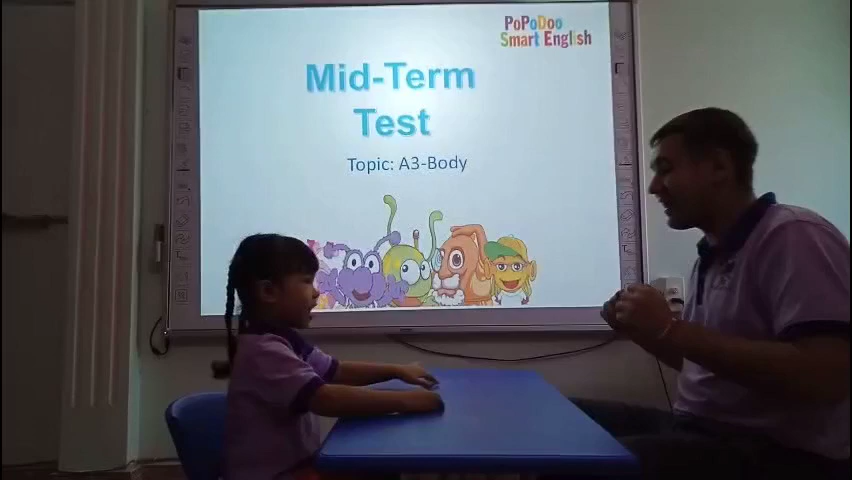 PoPoDoo
Smart English
Mid-Term
Test
Topic: A3-Body